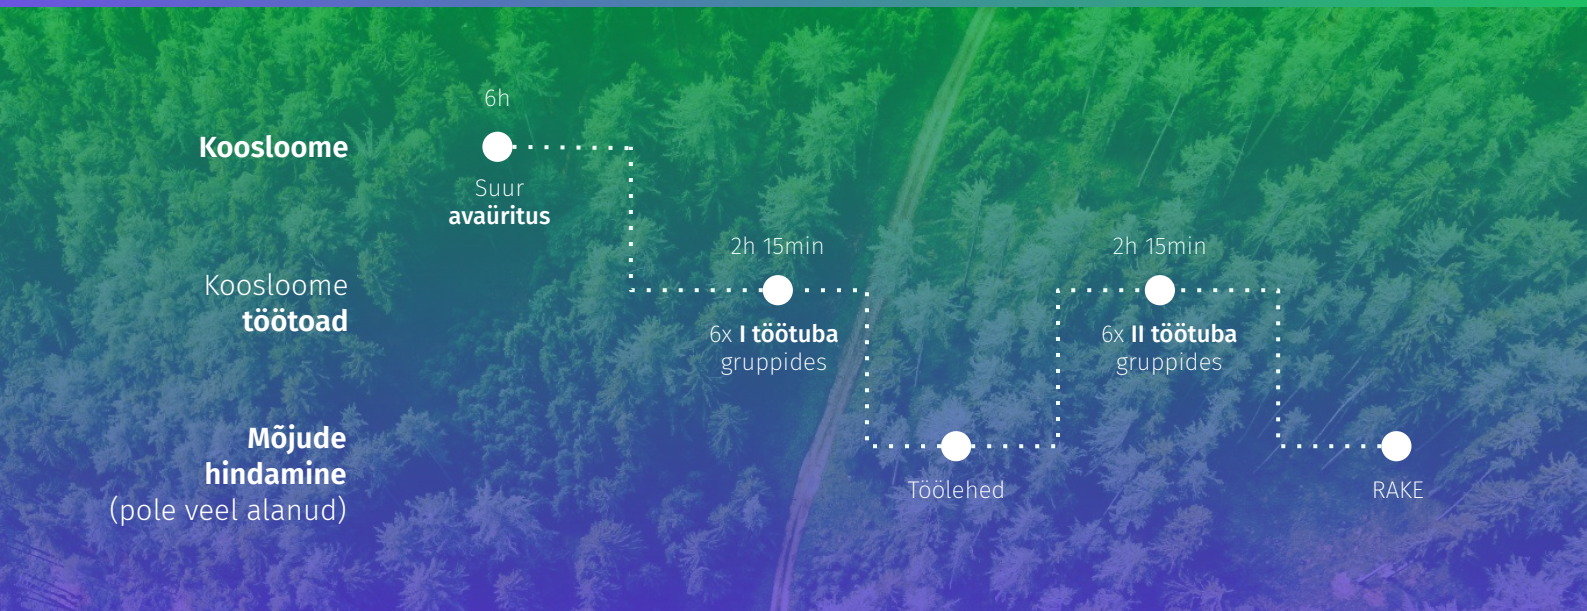 6h
Koosloome
Suur
avaüritus
2h 15min
2h 15min
Koosloome
töötoad
6x I töötuba
gruppides
6x II töötuba
gruppides
Mõjude
hindamine
(pole veel alanud)
Töölehed
RAKE